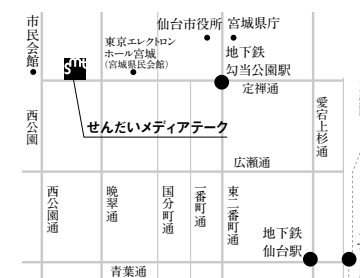 市民会館
smt
東京エレクトロン
ホール宮城
(宮城県民会館)
仙台市役所
宮城県庁
地下鉄
勾当公園駅
定禅寺通
西公園
せんだいメディアテーク
愛宕上杉通
広瀬通
西公園通
晩翠通
国分町通
一番町通
東二番町通
地下鉄
仙台駅
青葉通